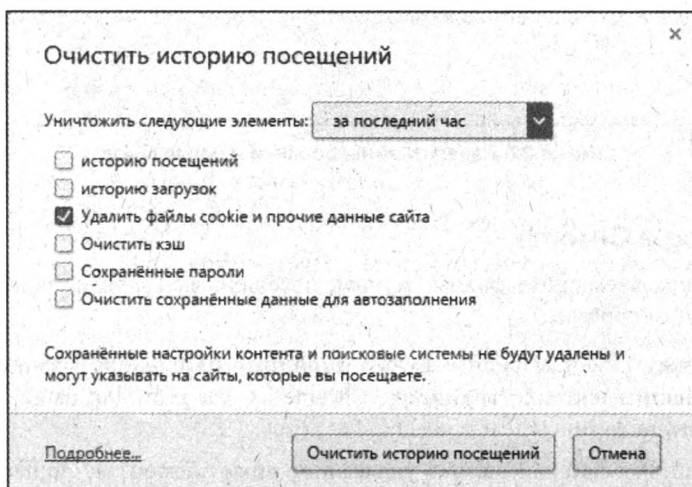 Очистить историю посещений
Уничтожить следующие элементы: за последний час
историю посещений
историю загрузок
Удалить файлы cookie и прочие данные сайта
Очистить кэш
Сохранённые пароли
Очистить сохранённые данные для автозаполнения
Сохранённые настройки контента и поисковые системы не будут удалены и
могут указывать на сайты, которые вы посещаете.
Подробнее... Очистить историю посещений Отмена